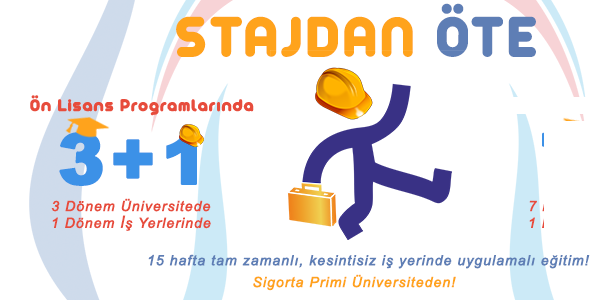 STAJDAN ÖTE
Ön Lisans Programlarında
3+1
3 Dönem Üniversitede
1 Dönem İş Yerlerinde
7
1
15 hafta tam zamanlı, kesintisiz iş yerinde uygulamalı eğitim!
Sigorta Primi Üniversiteden!